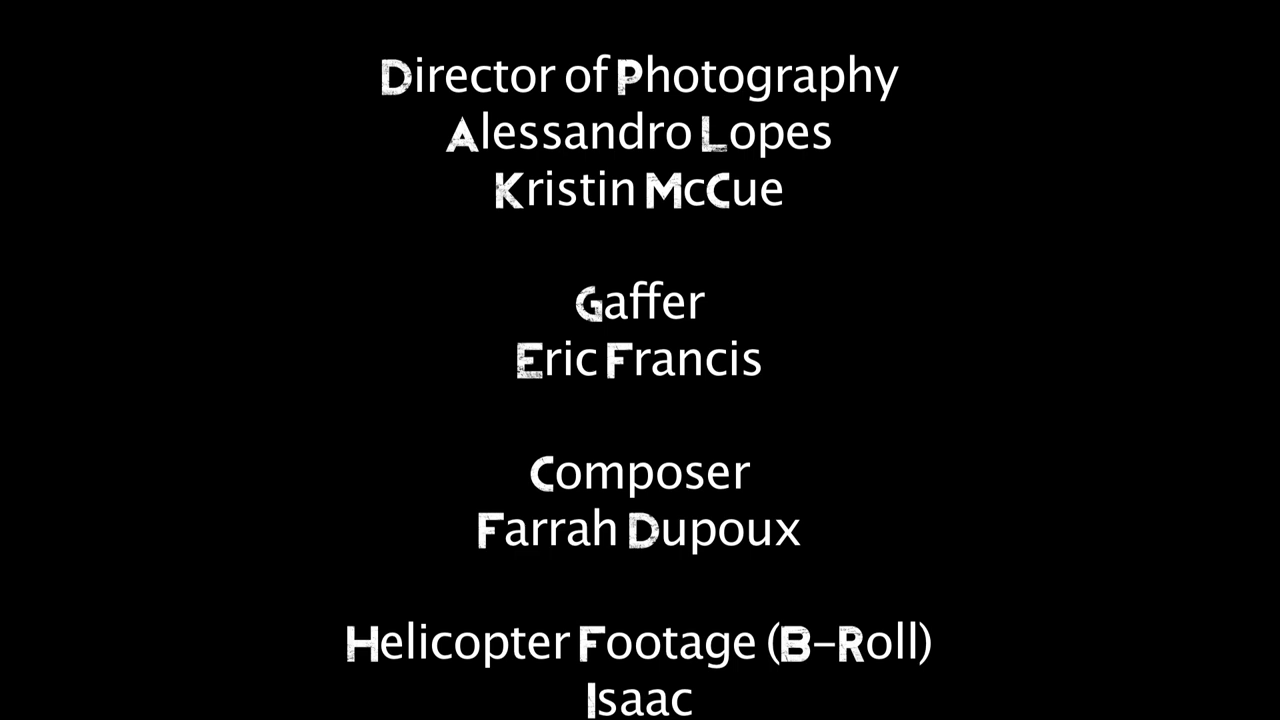 Director of Photography
Alessandro Lopes
Kristin McCue
Gaffer
Eric Francis
Composer
Farrah Dupoux
Helicopter Footage (B-Roll)
Isaac